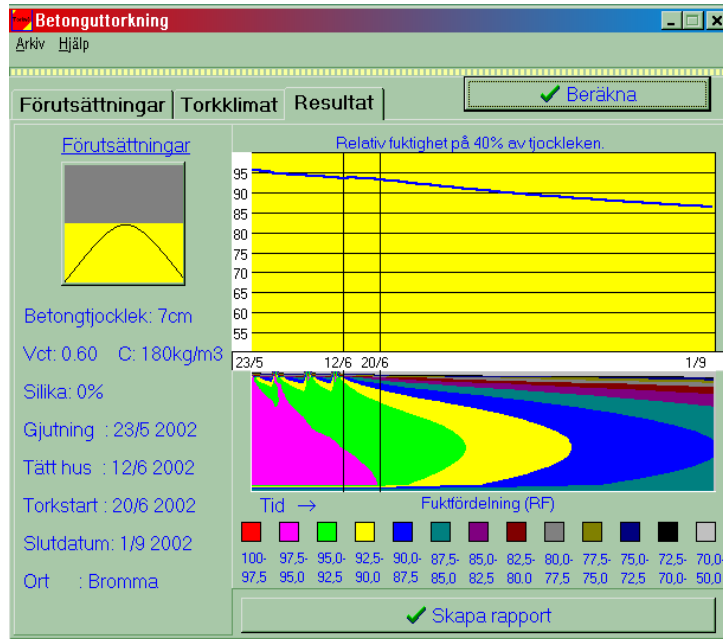 Betonguttorkning
Arkiv Hjälp
Förutsättningar Torkklimat Resultat Beräkna
Förutsättningar
Betongtjocklek: 7cm
Vct: 0.60 C: 180kg/m3
Silika: 0%
Gjutning : 23/5 2002
Tätt hus : 12/6 2002
Torkstart : 20/6 2002
Slutdatum: 1/9 2002
Ort : Bromma
Relativ fuktighet på 40% av tjockleken.
95
90
85
80
75
70
65
60
55
23/5 12/6 20/6 1/9
Tid → Fuktfördelning (RF)
100- 97,5- 95,0- 92,5- 90,0- 87,5- 85,0- 82,5- 80,0- 77,5- 75,0- 72,5- 70,0-
97,5 95,0 92,5 90,0 87,5 85,0 82,5 80.0 77,5 75,0 72,5 70,0- 50,0
Skapa rapport